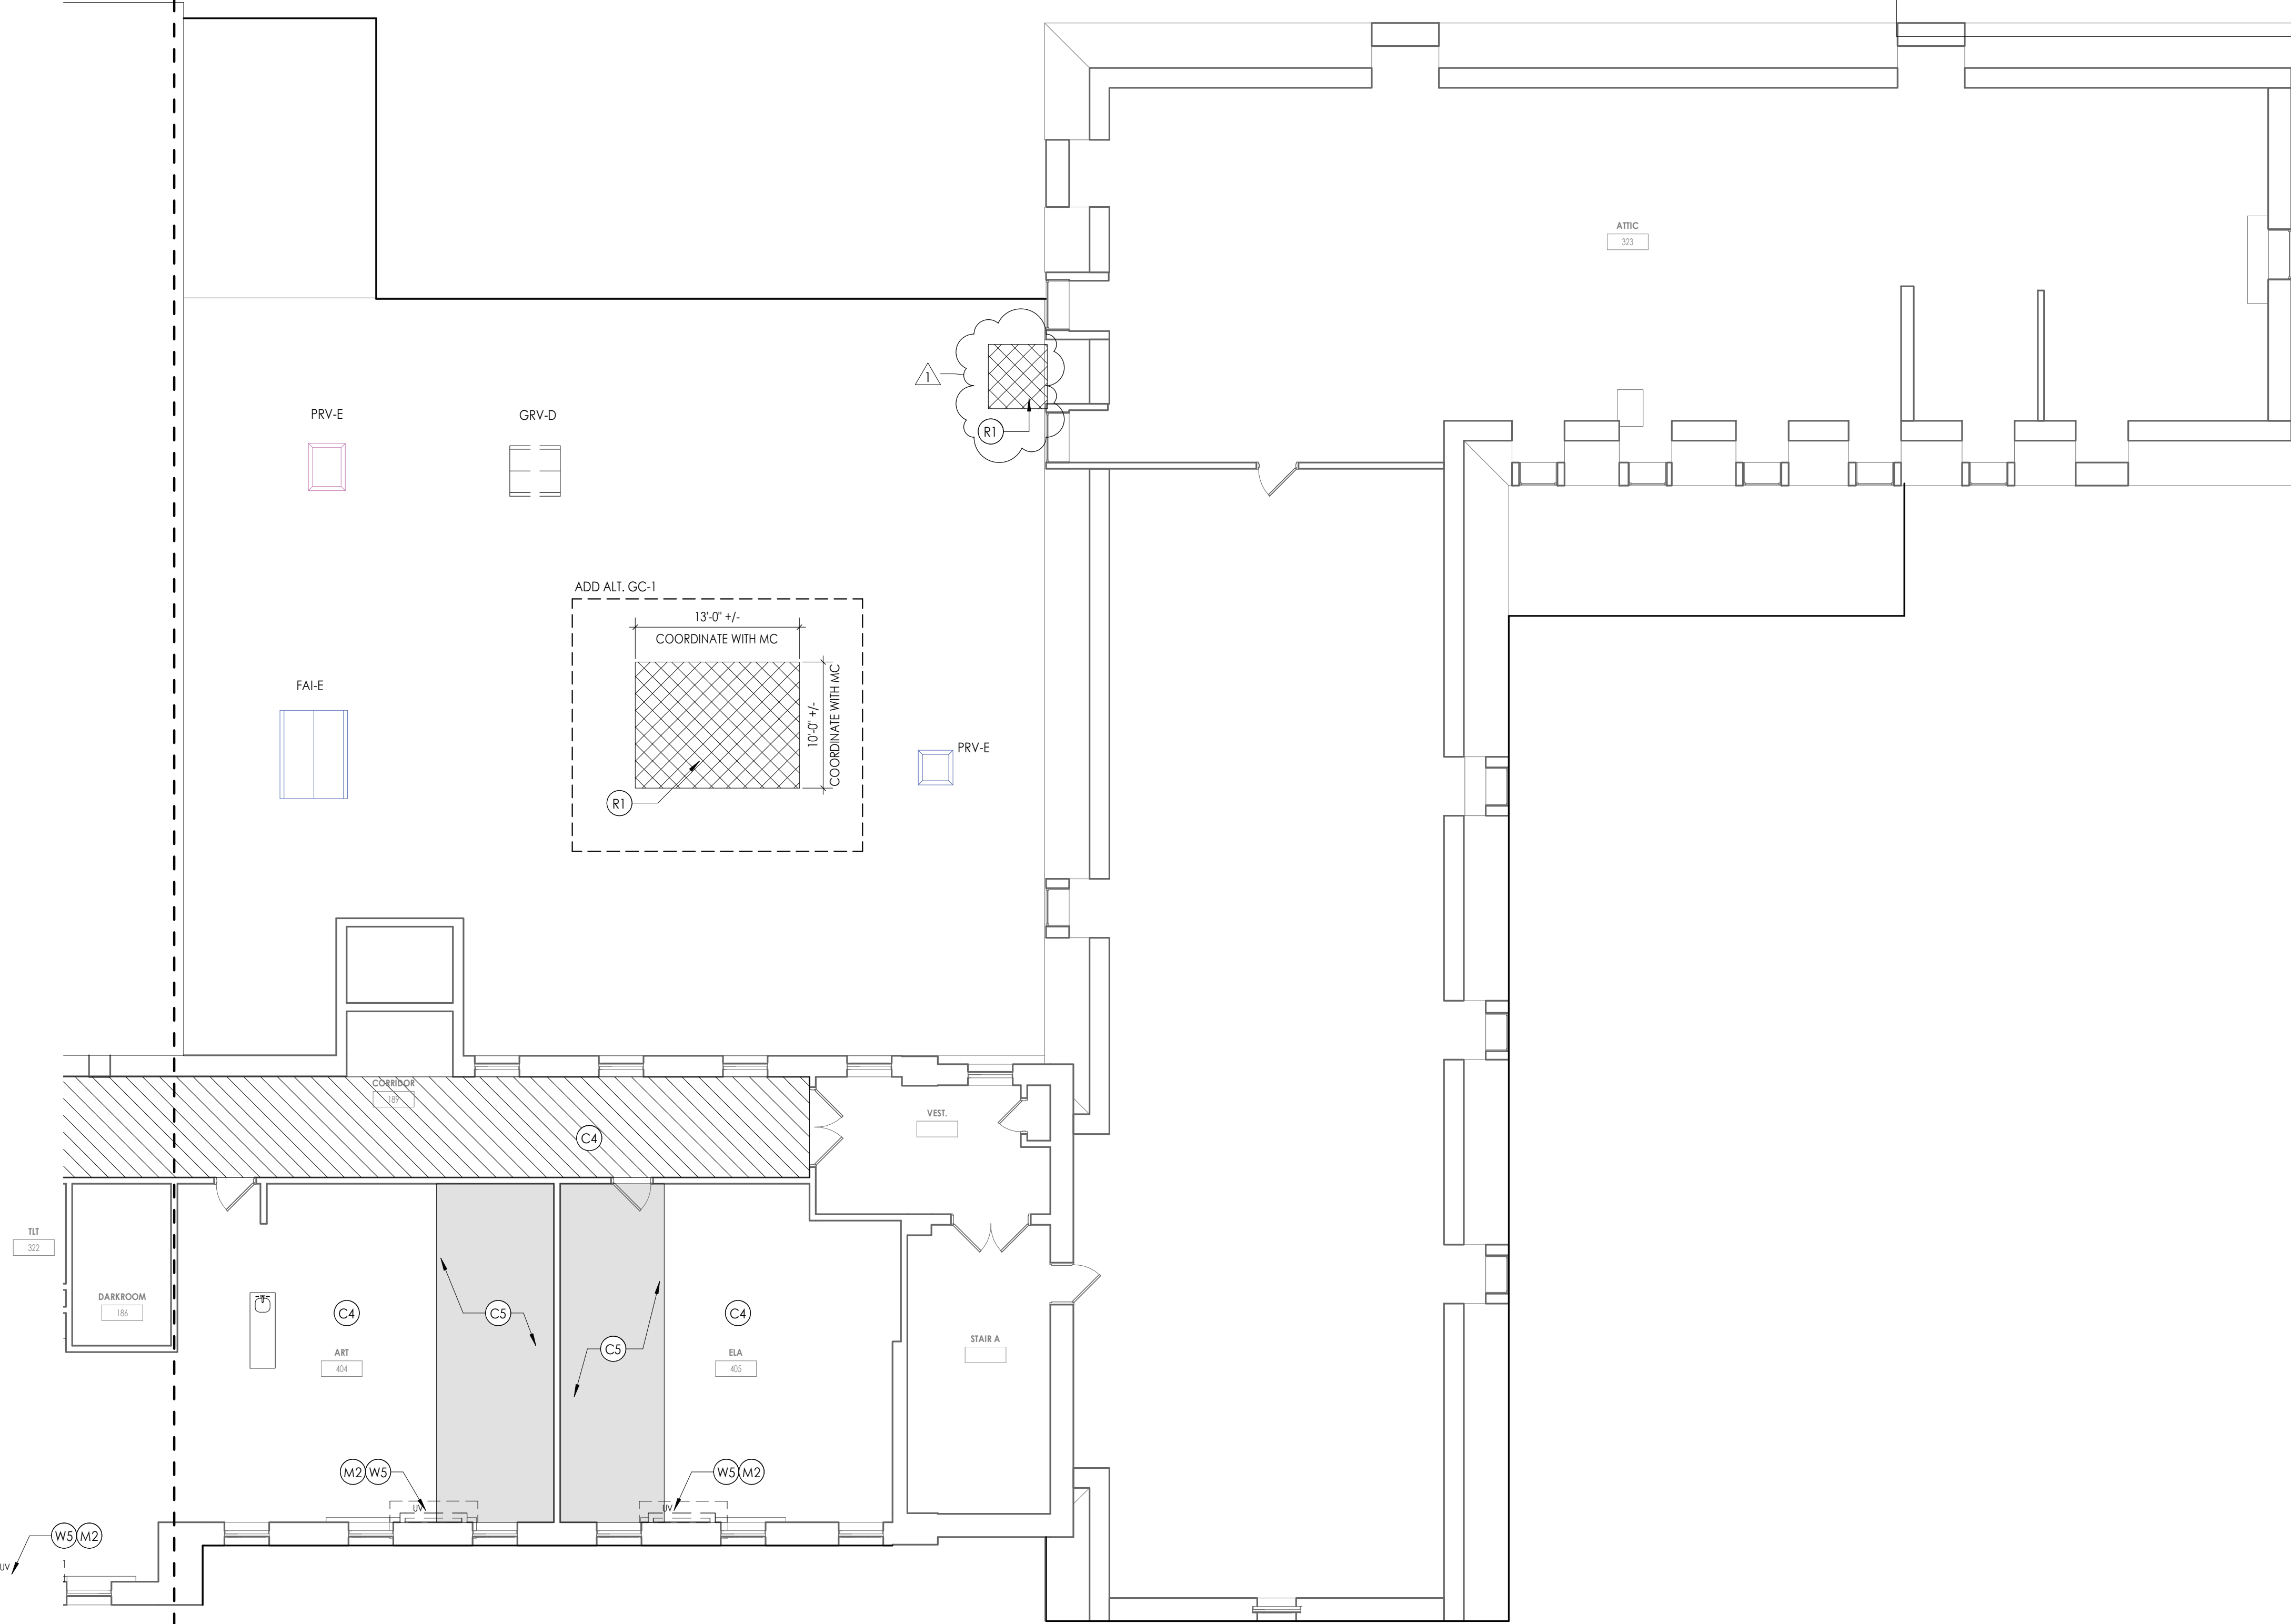 ATTIC
323
1
R1
PRV-E
GRV-D
ADD ALT. GC-1
13'-0" +/-
COORDINATE WITH MC
10'-0" +/-
COORDINATE WITH MC
R1
FAI-E
PRV-E
CORRIDOR
189
C4
VEST.
TLT
322
DARKROOM
186
C4
ART
404
C5
C5
C4
ELA
405
STAIR A
M2 W5
UV
W5 M2
UV
W5 M2
UV
1